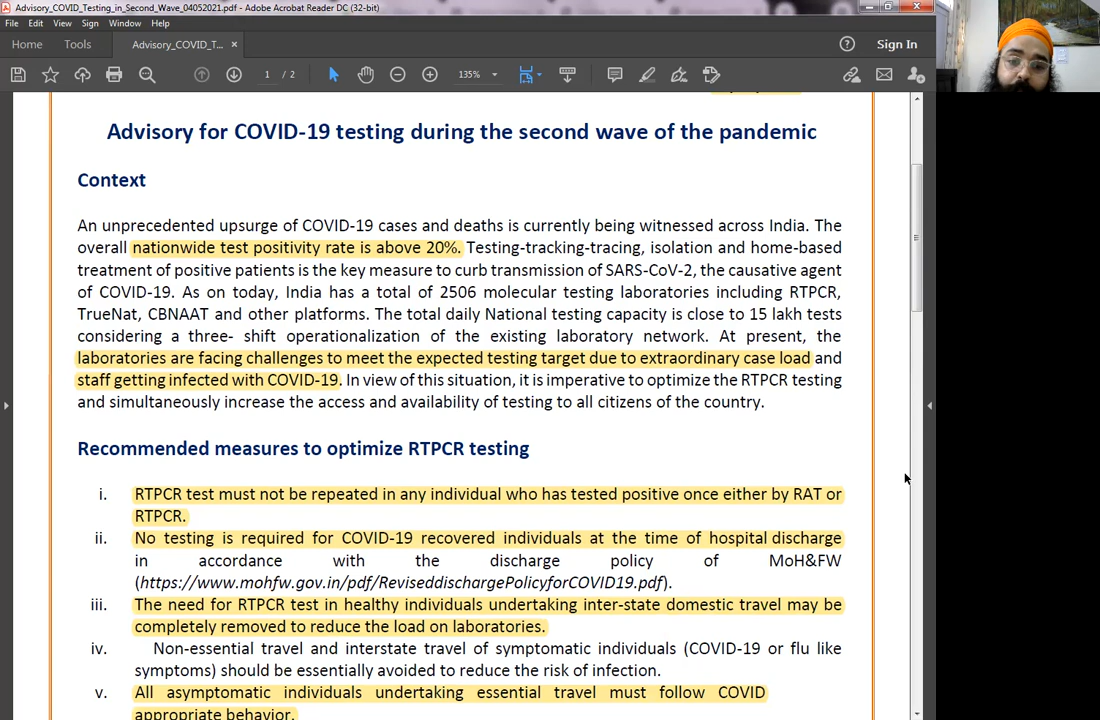 Advisory_COVID_Testing_in_Second_Wave_04052021.pdf - Adobe Acrobat Reader DC (32-bit)
File Edit View Sign Window Help
Home Tools Advisory_COVID_T... × Sign In
1 / 2 135%
Advisory for COVID-19 testing during the second wave of the pandemic
Context
An unprecedented upsurge of COVID-19 cases and deaths is currently being witnessed across India. The
overall nationwide test positivity rate is above 20%. Testing-tracking-tracing, isolation and home-based
treatment of positive patients is the key measure to curb transmission of SARS-CoV-2, the causative agent
of COVID-19. As on today, India has a total of 2506 molecular testing laboratories including RTPCR,
TrueNat, CBNAAT and other platforms. The total daily National testing capacity is close to 15 lakh tests
considering a three- shift operationalization of the existing laboratory network. At present, the
laboratories are facing challenges to meet the expected testing target due to extraordinary case load and
staff getting infected with COVID-19. In view of this situation, it is imperative to optimize the RTPCR testing
and simultaneously increase the access and availability of testing to all citizens of the country.
Recommended measures to optimize RTPCR testing
i. RTPCR test must not be repeated in any individual who has tested positive once either by RAT or
RTPCR.
ii. No testing is required for COVID-19 recovered individuals at the time of hospital discharge
in accordance with the discharge policy of MoH&FW
(https://www.mohfw.gov.in/pdf/ReviseddischargePolicyforCOVID19.pdf).
iii. The need for RTPCR test in healthy individuals undertaking inter-state domestic travel may be
completely removed to reduce the load on laboratories.
iv. Non-essential travel and interstate travel of symptomatic individuals (COVID-19 or flu like
symptoms) should be essentially avoided to reduce the risk of infection.
v. All asymptomatic individuals undertaking essential travel must follow COVID
appropriate behavior.